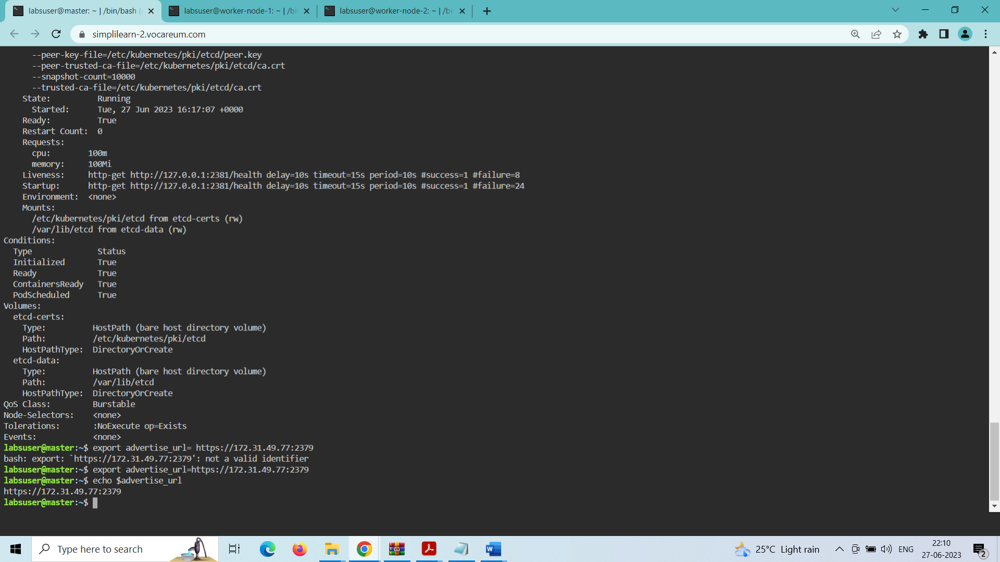 labsuser@master: ~ | /bin/bash
labsuser@worker-node-1: ~ | /bi
labsuser@worker-node-2: ~ | /bi
simplilearn-2.vocareum.com
--peer-key-file=/etc/kubernetes/pki/etcd/peer.key
--peer-trusted-ca-file=/etc/kubernetes/pki/etcd/ca.crt
--snapshot-count=10000
--trusted-ca-file=/etc/kubernetes/pki/etcd/ca.crt
State: Running
Started: Tue, 27 Jun 2023 16:17:07 +0000
Ready: True
Restart Count: 0
Requests:
cpu: 100m
memory: 100Mi
Liveness: http-get http://127.0.0.1:2381/health delay=10s timeout=15s period=10s #success=1 #failure=8
Startup: http-get http://127.0.0.1:2381/health delay=10s timeout=15s period=10s #success=1 #failure=24
Environment: <none>
Mounts:
/etc/kubernetes/pki/etcd from etcd-certs (rw)
/var/lib/etcd from etcd-data (rw)
Conditions:
Type Status
Initialized True
Ready True
ContainersReady True
PodScheduled True
Volumes:
etcd-certs:
Type: HostPath (bare host directory volume)
Path: /etc/kubernetes/pki/etcd
HostPathType: DirectoryOrCreate
etcd-data:
Type: HostPath (bare host directory volume)
Path: /var/lib/etcd
HostPathType: DirectoryOrCreate
QoS Class: Burstable
Node-Selectors: <none>
Tolerations: :NoExecute op=Exists
Events: <none>
labsuser@master:~$ export advertise_url= https://172.31.49.77:2379
bash: export: `https://172.31.49.77:2379': not a valid identifier
labsuser@master:~$ export advertise_url=https://172.31.49.77:2379
labsuser@master:~$ echo $advertise_url
https://172.31.49.77:2379
labsuser@master:~$
Type here to search
25°C Light rain
ENG
22:10
27-06-2023
2